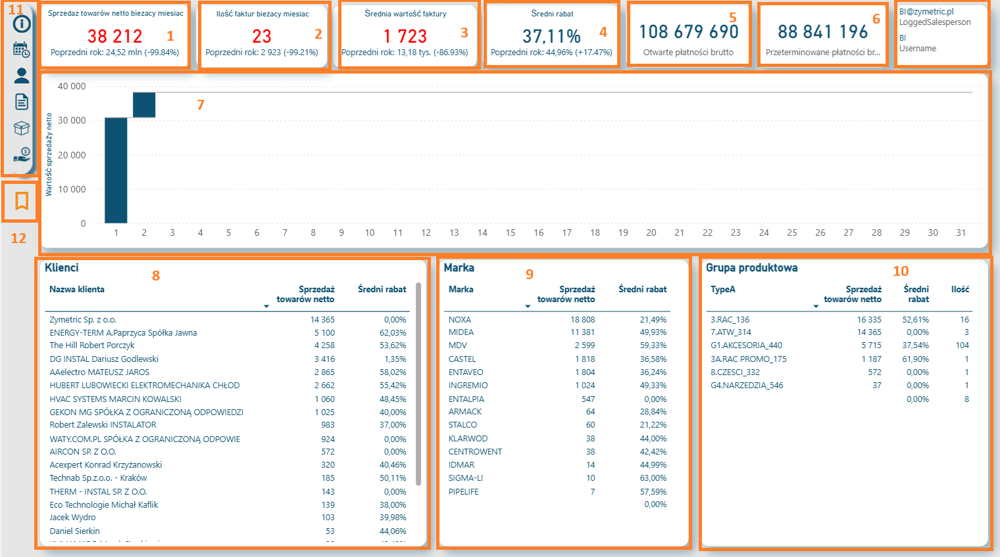 11
Sprzedaz towarów netto biezacy miesiac
38 212
1
Poprzedni rok: 24,52 mln (-99.84%)
Ilość faktur biezacy miesiac
23
2
Poprzedni rok: 2 923 (-99.21%)
Średnia wartość faktury
1 723
3
Poprzedni rok: 13,18 tys. (-86.93%)
Średni rabat
37,11%
4
Poprzedni rok: 44,96% (+17.47%)
5
108 679 690
Otwarte płatności brutto
6
88 841 196
Przeterminowane płatności br...
BI@zymetric.pl
LoggedSalesperson
BI
Username
12
7
Wartość sprzedaży netto
40 000
30 000
20 000
10 000
0
1 2 3 4 5 6 7 8 9 10 11 12 13 14 15 16 17 18 19 20 21 22 23 24 25 26 27 28 29 30 31
Klienci
8
Nazwa klienta Sprzedaż towarów netto Średni rabat
Zymetric Sp. z o.o. 14 365 0,00%
ENERGY-TERM A.Paprzyca Spółka Jawna 5 100 62,03%
The Hill Robert Porczyk 4 258 53,62%
DG INSTAL Dariusz Godlewski 3 416 1,35%
AAelectro MATEUSZ JAROS 2 865 58,02%
HUBERT LUBOWIECKI ELEKTROMECHANIKA CHŁOD 2 662 55,42%
HVAC SYSTEMS MARCIN KOWALSKI 1 060 48,45%
GEKON MG SPÓŁKA Z OGRANICZONĄ ODPOWIEDZI 1 025 40,00%
Robert Zalewski INSTALATOR 983 37,00%
WATY.COM.PL SPÓŁKA Z OGRANICZONĄ ODPOWIE 924 0,00%
AIRCON SP. Z O.O. 572 0,00%
Acexpert Konrad Krzyżanowski 320 40,46%
Technab Sp.z.o.o. - Kraków 185 50,11%
THERM - INSTAL SP. Z O.O. 143 0,00%
Eco Technologie Michał Kaflik 139 38,00%
Jacek Wydro 103 39,98%
Daniel Sierkin 53 44,06%
Marka
9
Marka Sprzedaż towarów netto Średni rabat
NOXA 18 808 21,49%
MIDEA 11 381 49,93%
MDV 2 599 59,33%
CASTEL 1 818 36,58%
ENTAVEO 1 804 36,24%
INGREMIO 1 024 49,33%
ENTALPIA 547 0,00%
ARMACK 64 28,84%
STALCO 60 21,22%
KLARWOD 38 44,00%
CENTROWENT 38 42,42%
IDMAR 14 44,99%
SIGMA-LI 10 63,00%
PIPELIFE 7 57,59%
0,00%
Grupa produktowa
10
TypeA Sprzedaż towarów netto Średni rabat Ilość
3.RAC_136 16 335 52,61% 16
7.ATW_314 14 365 0,00% 3
G1.AKCESORIA_440 5 715 37,54% 104
3A.RAC PROMO_175 1 187 61,90% 1
8.CZESCI_332 572 0,00% 1
G4.NARZEDZIA_546 37 0,00% 1
0,00% 8